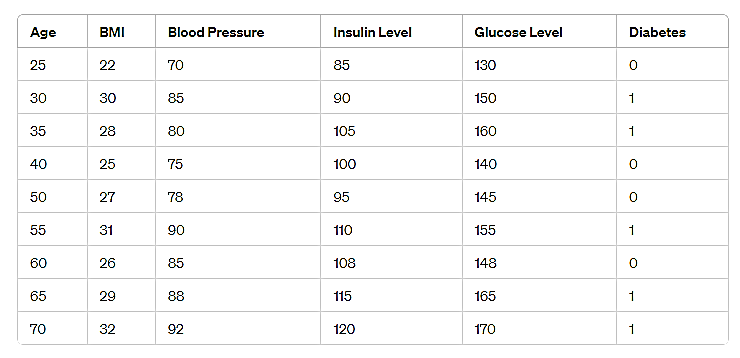 Age BMI Blood Pressure Insulin Level Glucose Level Diabetes
25 22 70 85 130 0
30 30 85 90 150 1
35 28 80 105 160 1
40 25 75 100 140 0
50 27 78 95 145 0
55 31 90 110 155 1
60 26 85 108 148 0
65 29 88 115 165 1
70 32 92 120 170 1